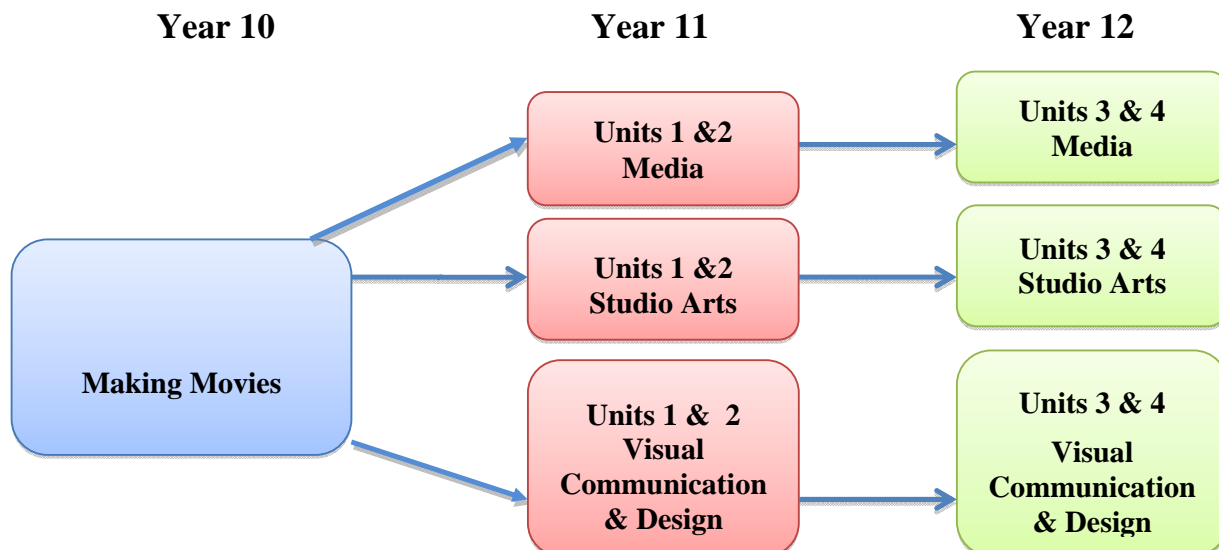 Year 10
Year 11
Year 12
Making Movies
Units 1 &2
Media
Units 1 &2
Studio Arts
Units 1 & 2
Visual
Communication
& Design
Units 3 & 4
Media
Units 3 & 4
Studio Arts
Units 3 & 4
Visual
Communication
& Design